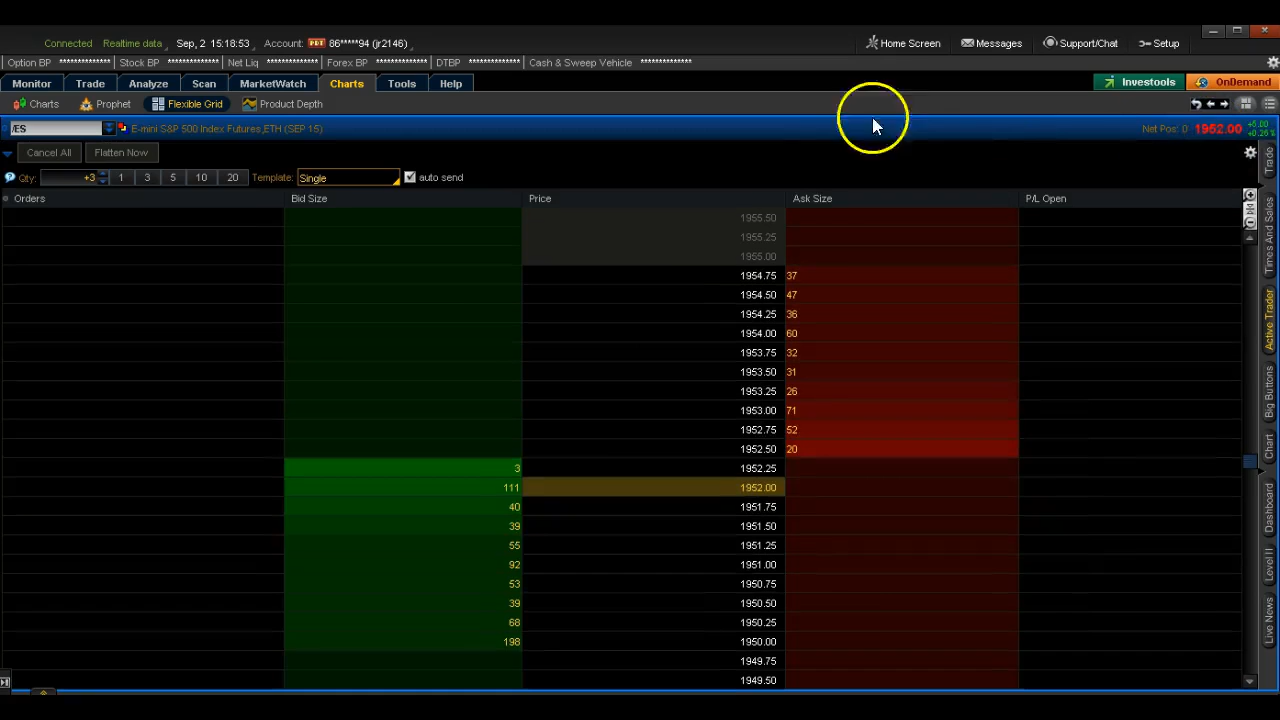 Connected Realtime data Sep, 2 15:18:53 Account: PDT 86*****94 (jr2146) Home Screen Messages Support/Chat Setup
Option BP ************** Stock BP ************** Net Liq ************** Forex BP ************** DTBP ************** Cash & Sweep Vehicle **************
Monitor Trade Analyze Scan MarketWatch Charts Tools Help Investools OnDemand
Charts Prophet Flexible Grid Product Depth
/ES E-mini S&P 500 Index Futures,ETH (SEP 15) Net Pos: 0 1952.00 +5.00
+0.26%
Cancel All Flatten Now
Qty: +3 1 3 5 10 20 Template: Single auto send
Orders Bid Size Price Ask Size P/L Open
1955.50
1955.25
1955.00
1954.75 37
1954.50 47
1954.25 36
1954.00 60
1953.75 32
1953.50 31
1953.25 26
1953.00 71
1952.75 52
1952.50 20
3 1952.25
111 1952.00
40 1951.75
39 1951.50
55 1951.25
92 1951.00
53 1950.75
39 1950.50
68 1950.25
198 1950.00
1949.75
1949.50
Trade
Times And Sales
Active Trader
Big Buttons
Chart
Dashboard
Level II
Live News